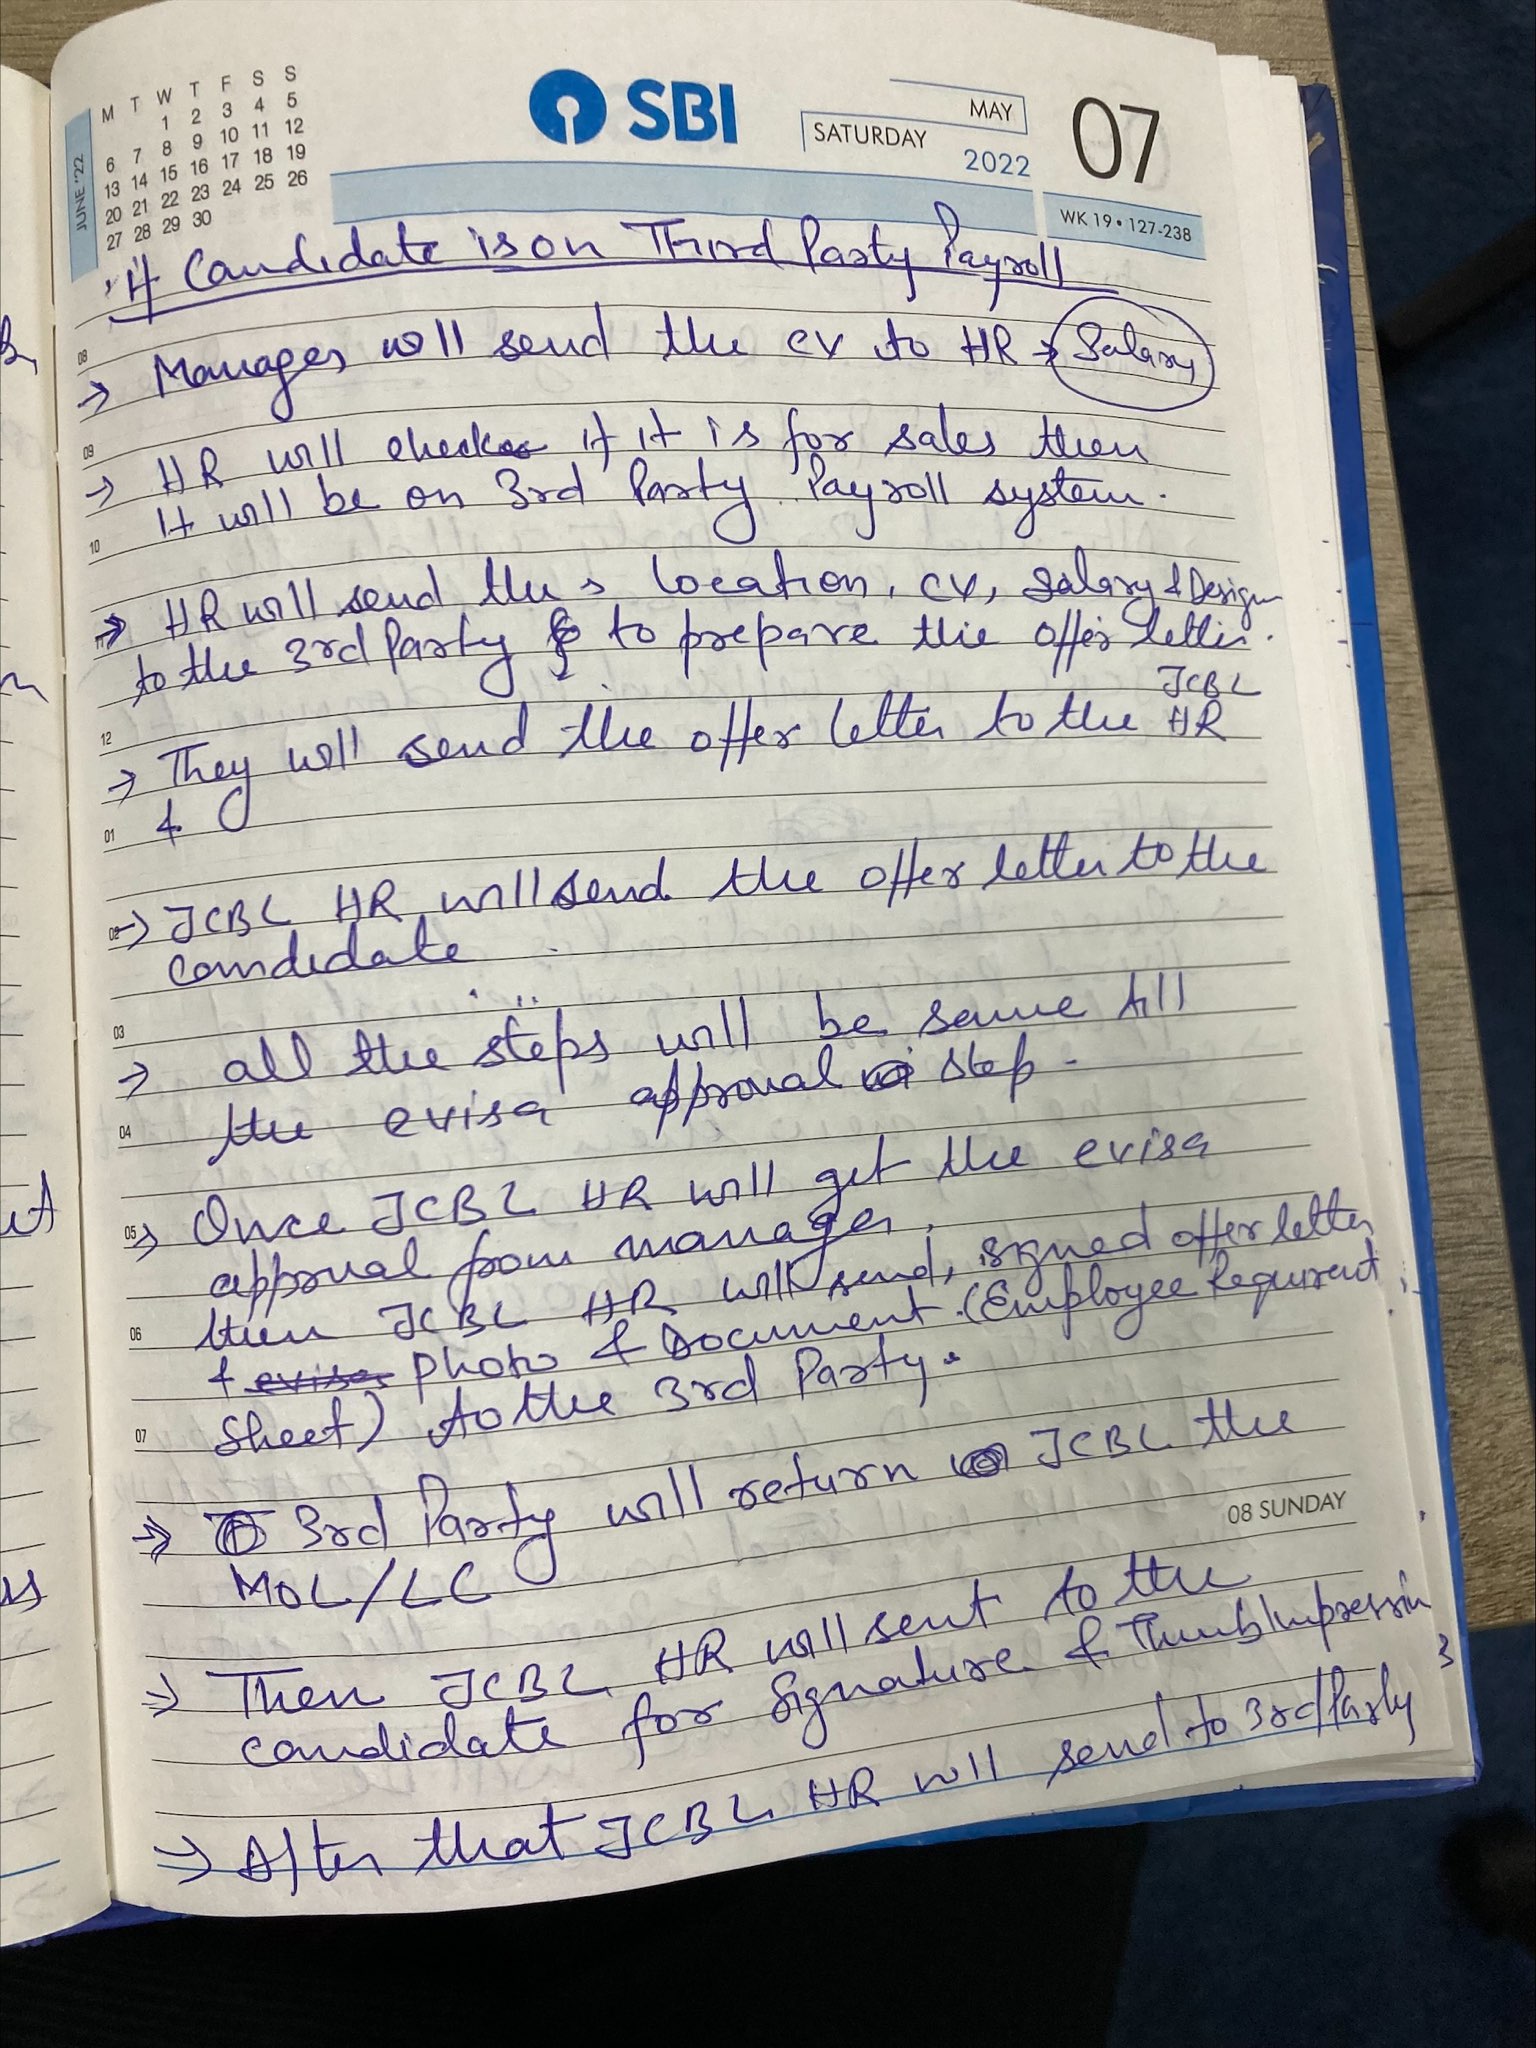 JUNE '22
M T W T F S S
1 2 3 4 5
6 7 8 9 10 11 12
13 14 15 16 17 18 19
20 21 22 23 24 25 26
27 28 29 30
SBI
MAY
SATURDAY
2022
07
WK 19 • 127-238
If Candidate is on Third Party Payroll
08
→ Manager will send the cv to HR → Salary
09
→ HR will check if it is for sales then
it will be on 3rd Party Payroll system.
10
→ HR will send the location, cv, Salary & Design
11
to the 3rd Party to prepare the offer letter.
JCBL
12
→ They will send the offer letter to the HR
01
&
02
→ JCBL HR will send the offer letter to the
candidate
03
→ all the steps will be same till
the evisa approval step.
04
05
→ Once JCBL HR will get the evisa
approval from manager,
then JCBL HR will send, signed offer letter
06
& evisa photo & Document (Employee Requirent
Sheet) to the 3rd Party.
07
→ 3rd Party will return JCBL the
08 SUNDAY
MOL/LC
→ Then JCBL HR will sent to the
candidate for Signature & Thumb Impression
→ After that JCBL HR will send to 3rd Party